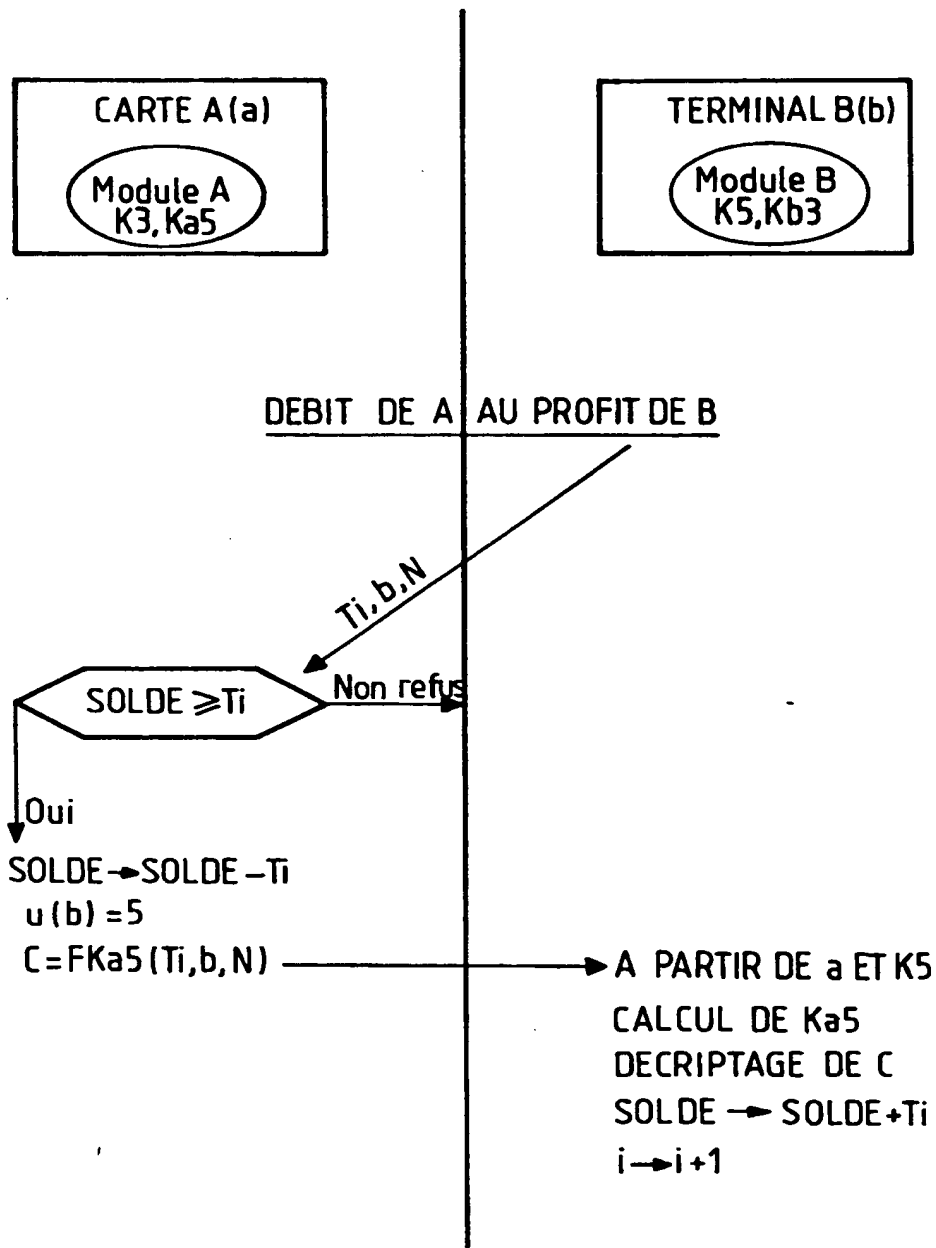 CARTE A(a)
Module A
K3, Ka5
TERMINAL B(b)
Module B
K5,Kb3
DEBIT DE A AU PROFIT DE B
Ti, b, N
SOLDE ⩾Ti
Non refus
Oui
SOLDE→SOLDE–Ti
u(b)=5
C=FKa5(Ti,b,N)
A PARTIR DE a ET K5
CALCUL DE Ka5
DECRIPTAGE DE C
SOLDE → SOLDE+Ti
i→i+1